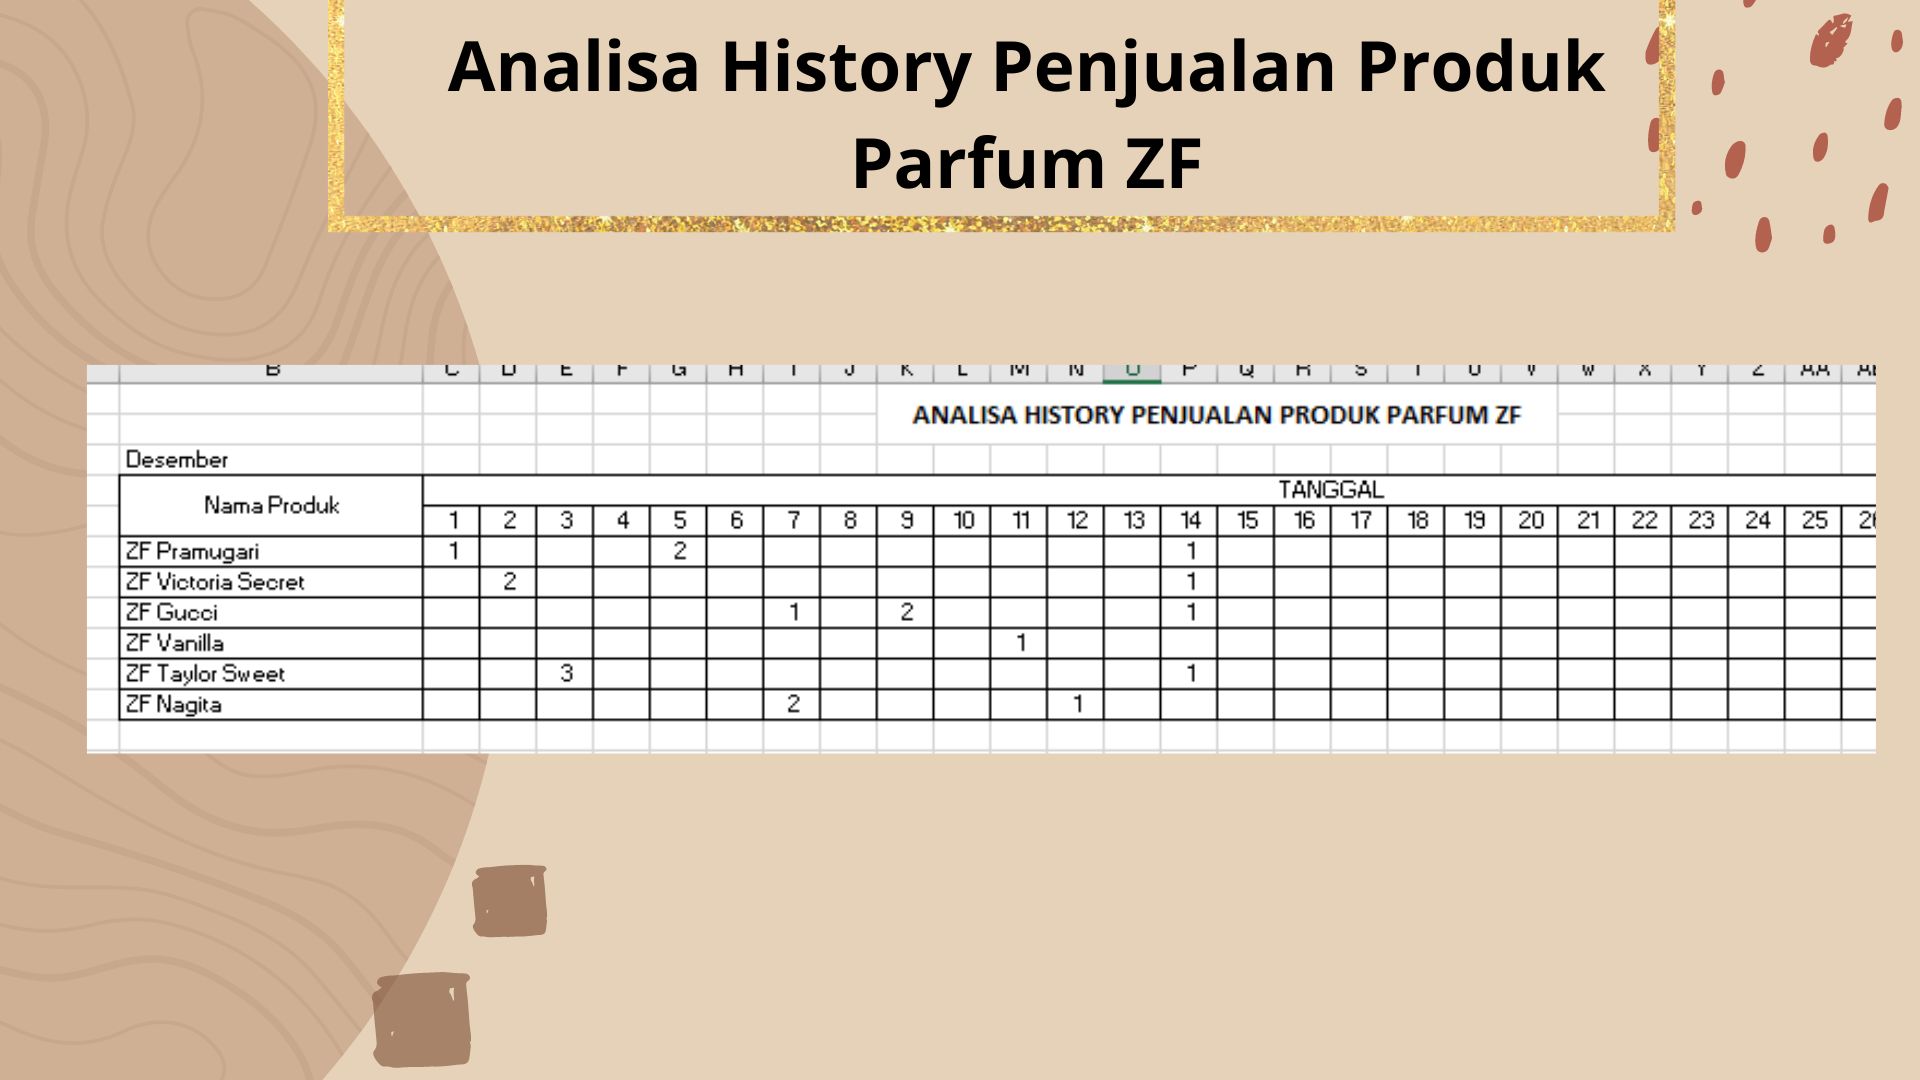 Analisa History Penjualan Produk
Parfum ZF
B C D E F G H I J K L M N O P Q R S T U V W X Y Z AA
ANALISA HISTORY PENJUALAN PRODUK PARFUM ZF
Desember
Nama Produk TANGGAL
1 2 3 4 5 6 7 8 9 10 11 12 13 14 15 16 17 18 19 20 21 22 23 24 25
ZF Pramugari 1 2 1
ZF Victoria Secret 2 1
ZF Gucci 1 2 1
ZF Vanilla 1
ZF Taylor Sweet 3 1
ZF Nagita 2 1